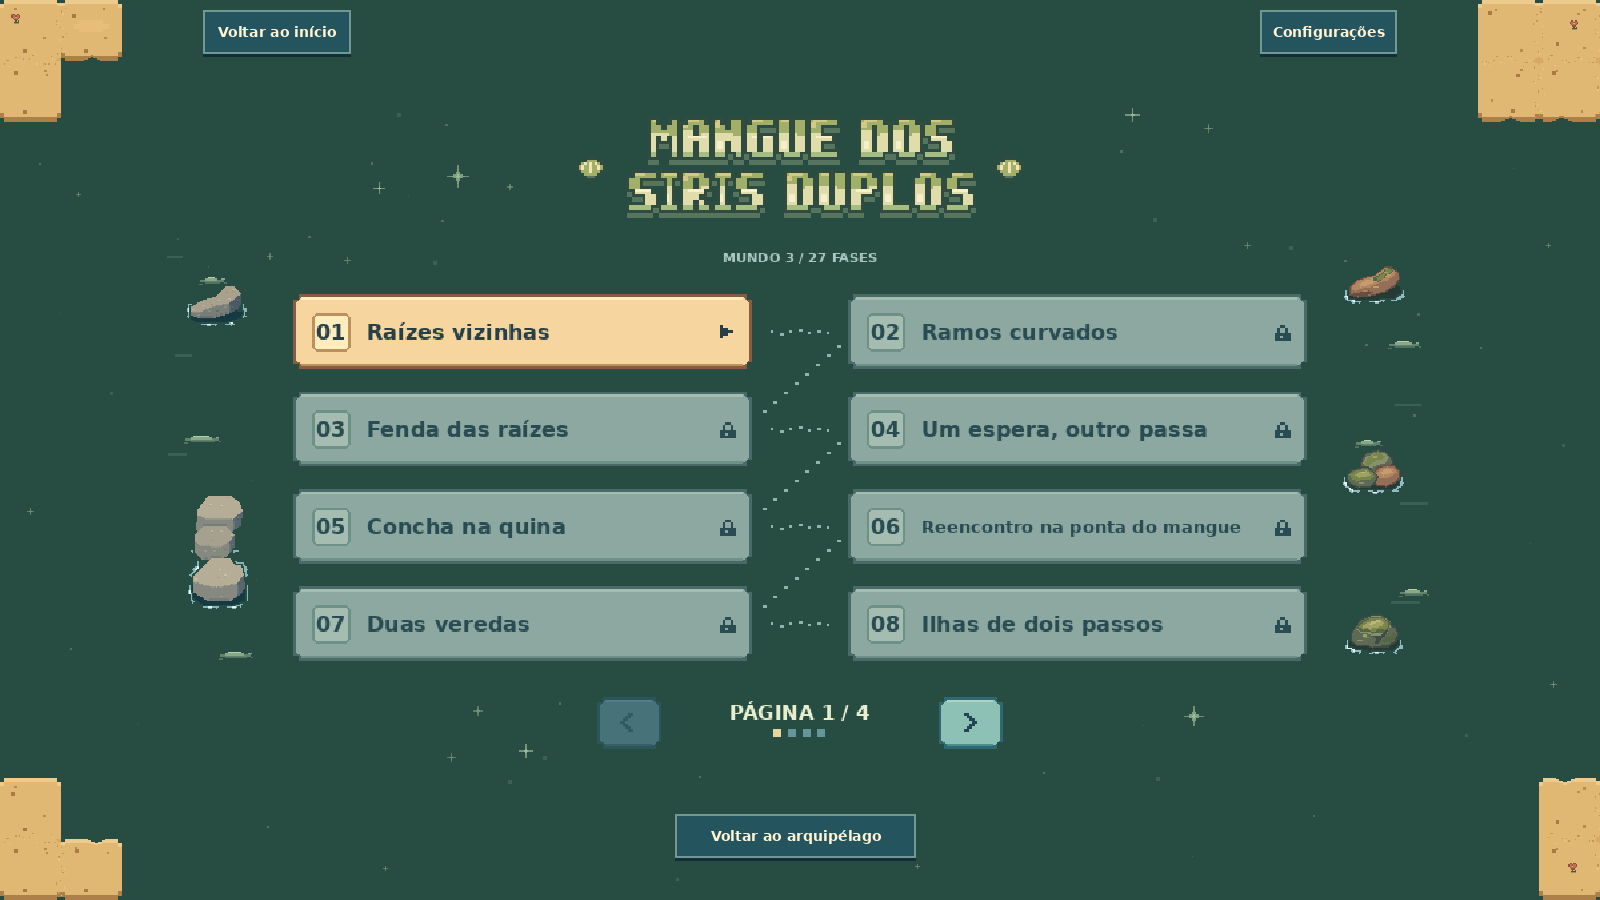 Voltar ao início
Configurações
MANGUE DOS
SIRIS DUPLOS
MUNDO 3 / 27 FASES
01 Raízes vizinhas
02 Ramos curvados
03 Fenda das raízes
04 Um espera, outro passa
05 Concha na quina
06 Reencontro na ponta do mangue
07 Duas veredas
08 Ilhas de dois passos
PÁGINA 1 / 4
Voltar ao arquipélago